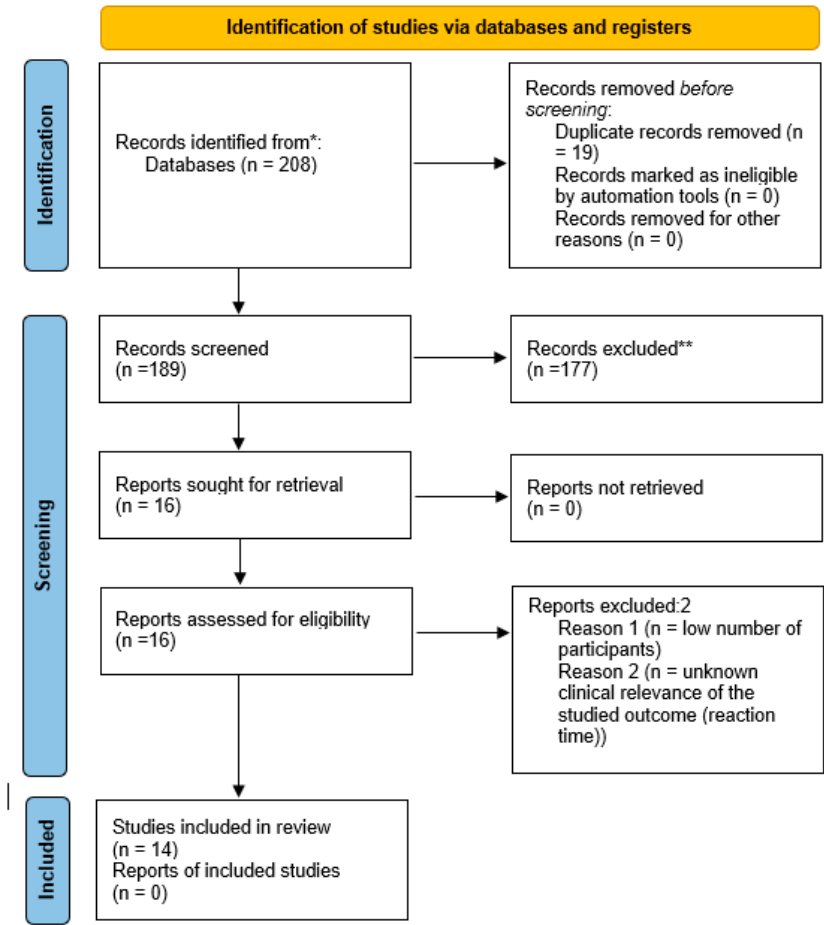 Identification of studies via databases and registers
Identification
Records identified from*:
Databases (n = 208)
Records removed before
screening:
Duplicate records removed (n
= 19)
Records marked as ineligible
by automation tools (n = 0)
Records removed for other
reasons (n = 0)
Screening
Records screened
(n =189)
Records excluded**
(n =177)
Reports sought for retrieval
(n = 16)
Reports not retrieved
(n = 0)
Reports assessed for eligibility
(n =16)
Reports excluded:2
Reason 1 (n = low number of
participants)
Reason 2 (n = unknown
clinical relevance of the
studied outcome (reaction
time))
Included
Studies included in review
(n = 14)
Reports of included studies
(n = 0)